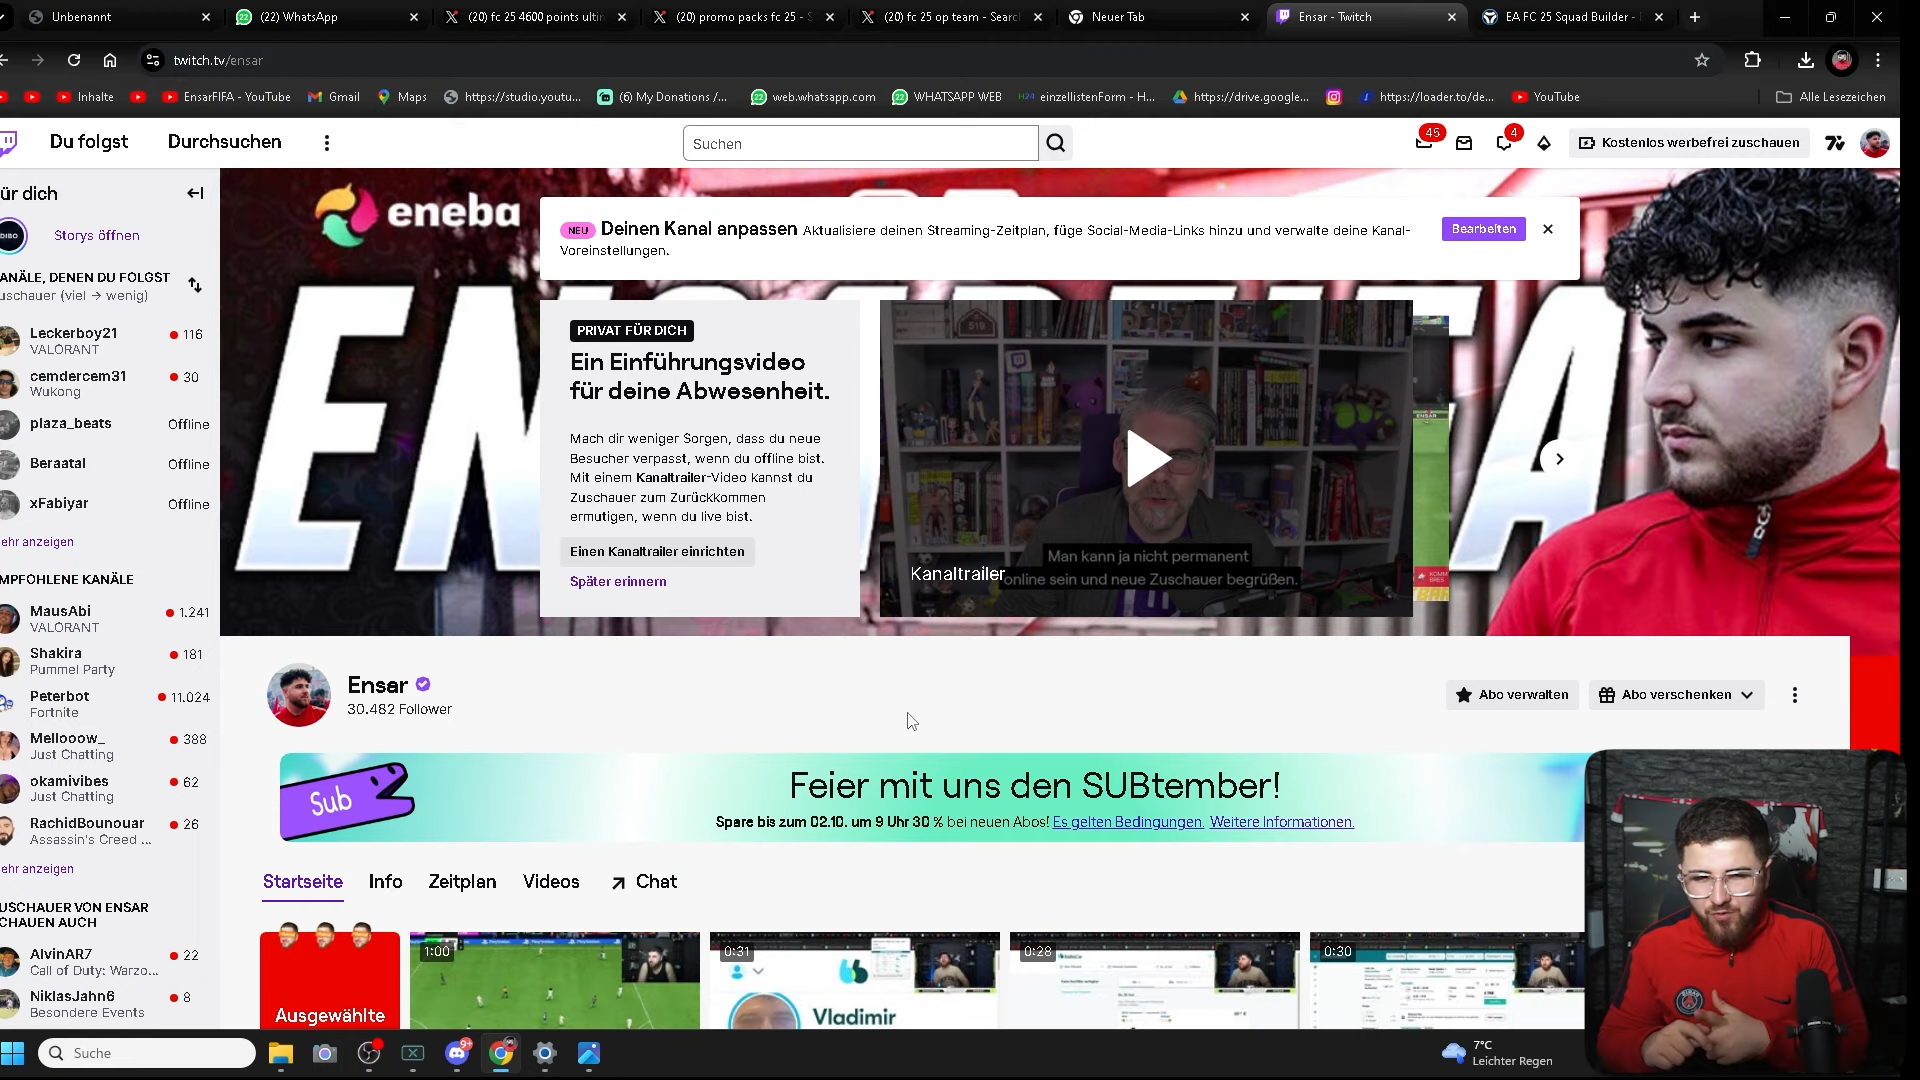 Unbenannt
(22) WhatsApp
(20) fc 25 4600 points ultin
(20) promo packs fc 25 - S
(20) fc 25 op team - Search
Neuer Tab
Ensar - Twitch
EA FC 25 Squad Builder -
twitch.tv/ensar
Inhalte
EnsarFIFA - YouTube
Gmail
Maps
https://studio.youtu...
(6) My Donations /...
web.whatsapp.com
WHATSAPP WEB
einzellistenForm - H...
https://drive.google...
https://loader.to/de...
YouTube
Alle Lesezeichen
Du folgst
Durchsuchen
Suchen
45
4
Kostenlos werbefrei zuschauen
ür dich
Storys öffnen
ANÄLE, DENEN DU FOLGST
uschauer (viel → wenig)
Leckerboy21
116
VALORANT
cemdercem31
30
Wukong
plaza_beats
Offline
Beraatal
Offline
xFabiyar
Offline
ehr anzeigen
MPFOHLENE KANÄLE
MausAbi
1.241
VALORANT
Shakira
181
Pummel Party
Peterbot
11.024
Fortnite
Mellooow_
388
Just Chatting
okamivibes
62
Just Chatting
RachidBounouar
26
Assassin's Creed ...
ehr anzeigen
USCHAUER VON ENSAR
CHAUEN AUCH
AlvinAR7
22
Call of Duty: Warzo...
NiklasJahn6
8
Besondere Events
eneba
NEU Deinen Kanal anpassen Aktualisiere deinen Streaming-Zeitplan, füge Social-Media-Links hinzu und verwalte deine Kanal-
Voreinstellungen.
Bearbeiten
PRIVAT FÜR DICH
Ein Einführungsvideo
für deine Abwesenheit.
Mach dir weniger Sorgen, dass du neue
Besucher verpasst, wenn du offline bist.
Mit einem Kanaltrailer-Video kannst du
Zuschauer zum Zurückkommen
ermutigen, wenn du live bist.
Einen Kanaltrailer einrichten
Später erinnern
Man kann ja nicht permanent
online sein und neue Zuschauer begrüßen.
Kanaltrailer
Ensar
30.482 Follower
Abo verwalten
Abo verschenken
Sub
Feier mit uns den SUBtember!
Spare bis zum 02.10. um 9 Uhr 30 % bei neuen Abos! Es gelten Bedingungen. Weitere Informationen.
Startseite
Info
Zeitplan
Videos
Chat
Ausgewählte
1:00
0:31
Vladimir
0:28
0:30
Suche
9+
7°C
Leichter Regen